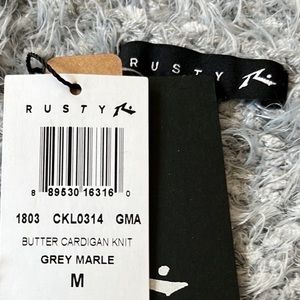 RUSTY
RUSTY
8 89530 16316 0
1803 CKL0314 GMA
BUTTER CARDIGAN KNIT
GREY MARLE
M